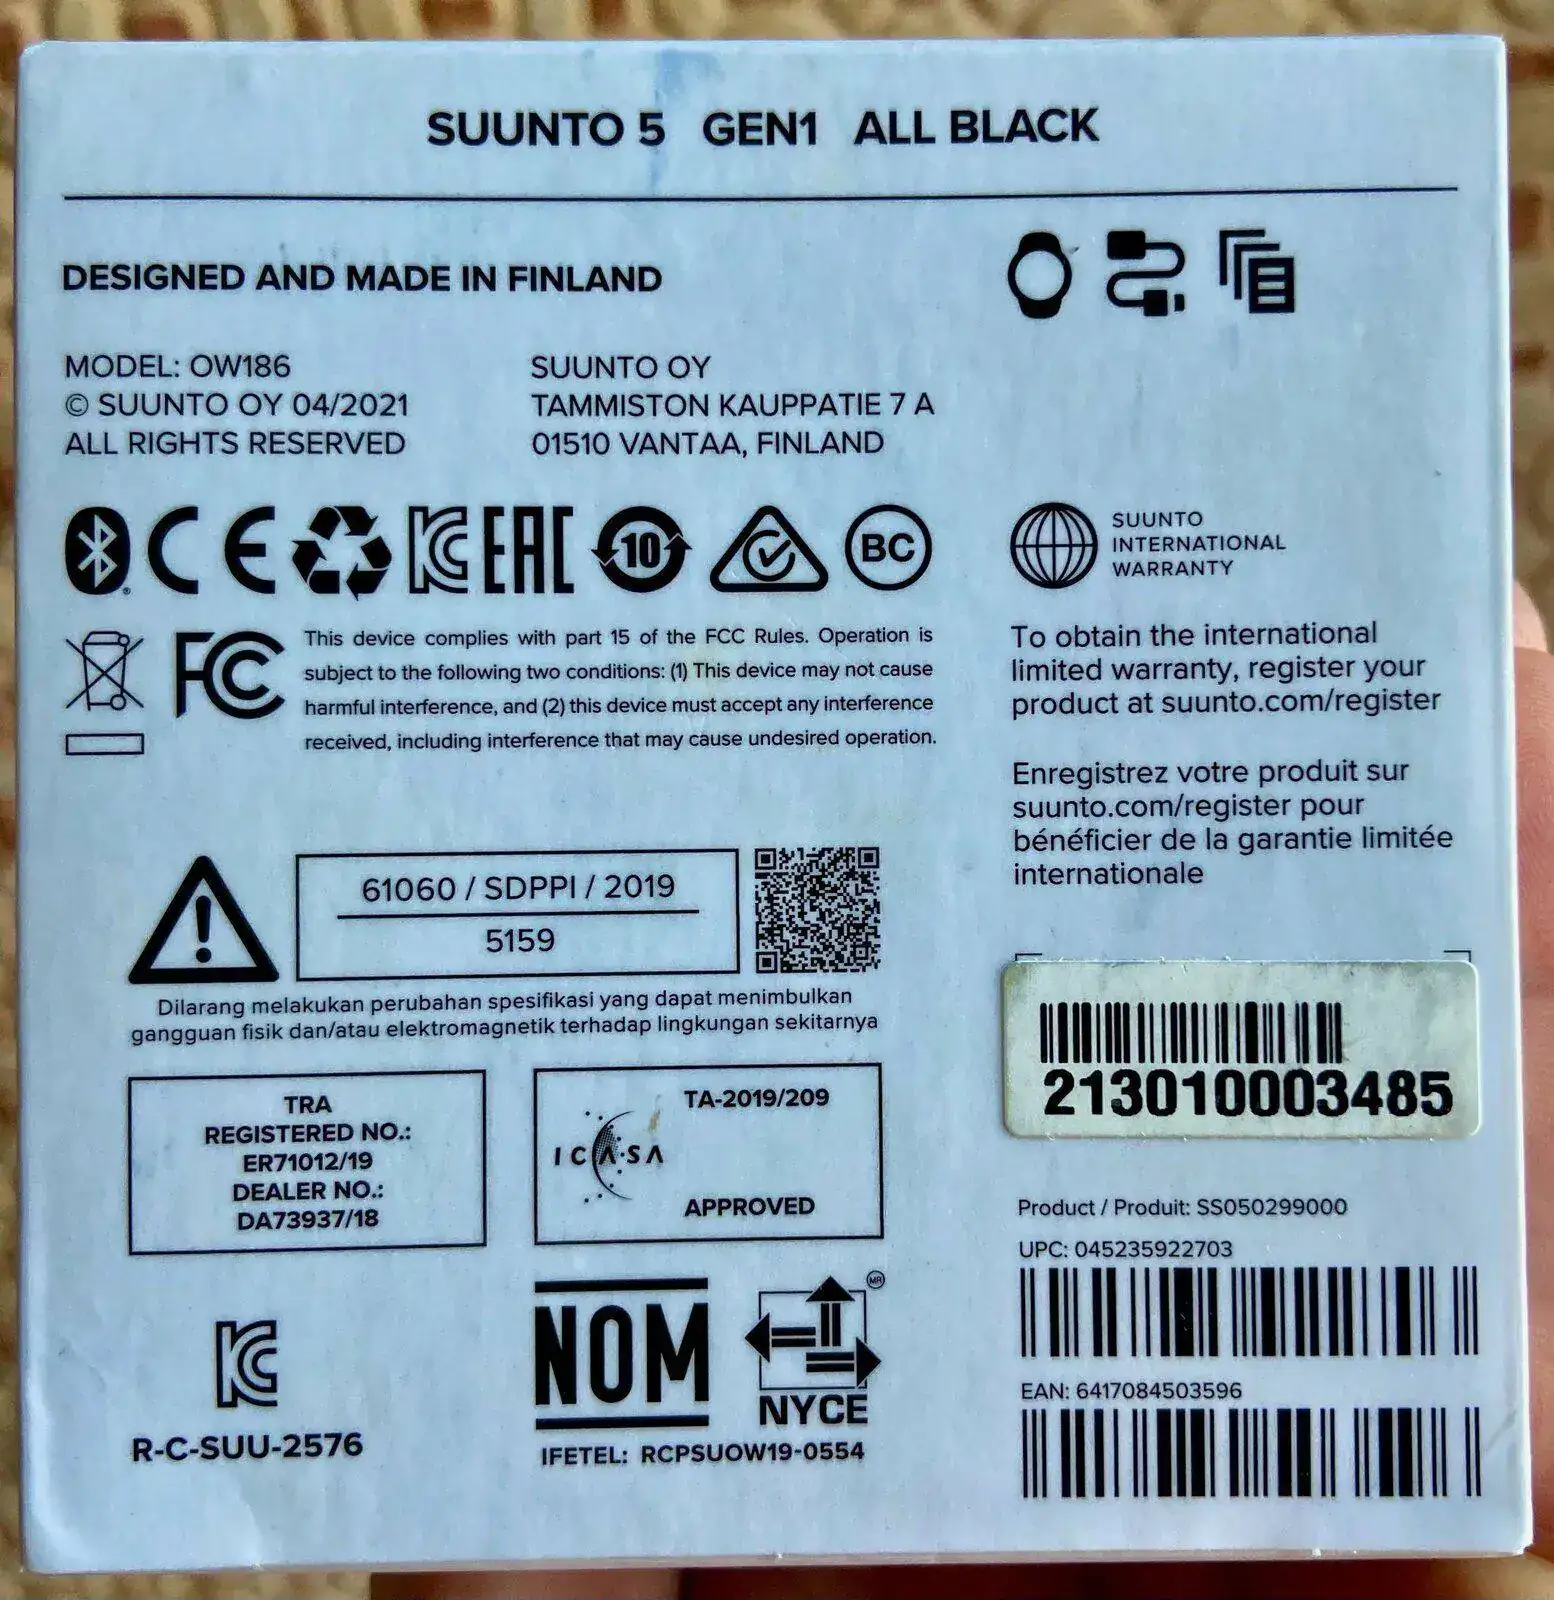 SUUNTO 5 GEN1 ALL BLACK
DESIGNED AND MADE IN FINLAND
MODEL: OW186
© SUUNTO OY 04/2021
ALL RIGHTS RESERVED
SUUNTO OY
TAMMISTON KAUPPATIE 7 A
01510 VANTAA, FINLAND
CE KC EAC 10 BC
FC
This device complies with part 15 of the FCC Rules. Operation is
subject to the following two conditions: (1) This device may not cause
harmful interference, and (2) this device must accept any interference
received, including interference that may cause undesired operation.
SUUNTO
INTERNATIONAL
WARRANTY
To obtain the international
limited warranty, register your
product at suunto.com/register
Enregistrez votre produit sur
suunto.com/register pour
bénéficier de la garantie limitée
internationale
61060 / SDPPI / 2019
5159
Dilarang melakukan perubahan spesifikasi yang dapat menimbulkan
gangguan fisik dan/atau elektromagnetik terhadap lingkungan sekitarnya
TRA
REGISTERED NO.:
ER71012/19
DEALER NO.:
DA73937/18
TA-2019/209
ICASA
APPROVED
213010003485
KC
R-C-SUU-2576
NOM
MR
NYCE
IFETEL: RCPSUOW19-0554
Product / Produit: SS050299000
UPC: 045235922703
EAN: 6417084503596